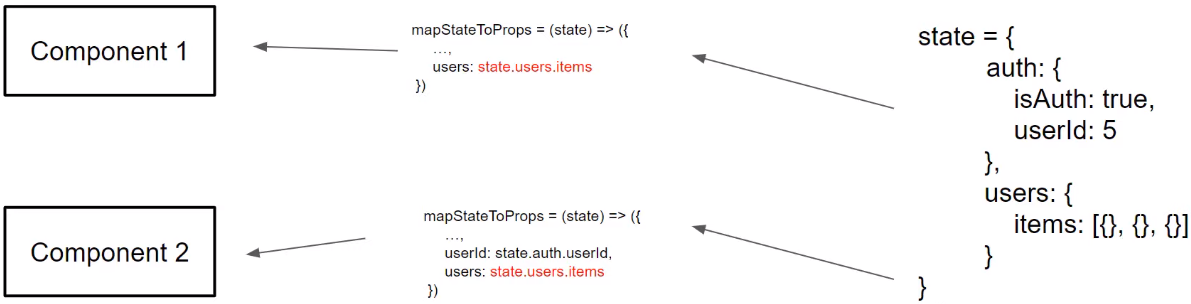 Component 1
mapStateToProps = (state) => ({
...,
users: state.users.items
})
Component 2
mapStateToProps = (state) => ({
...,
userId: state.auth.userId,
users: state.users.items
})
state = {
auth: {
isAuth: true,
userId: 5
},
users: {
items: [{}, {}, {}]
}
}